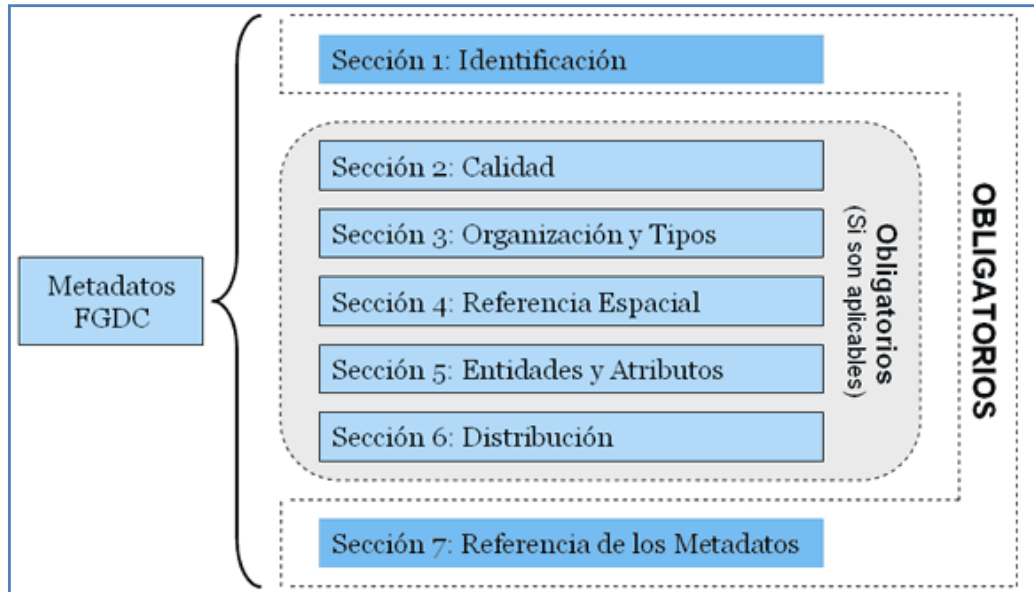 Metadatos
FGDC
Sección 1: Identificación
Sección 2: Calidad
Sección 3: Organización y Tipos
Sección 4: Referencia Espacial
Sección 5: Entidades y Atributos
Sección 6: Distribución
Sección 7: Referencia de los Metadatos
Obligatorios
(Si son aplicables)
OBLIGATORIOS